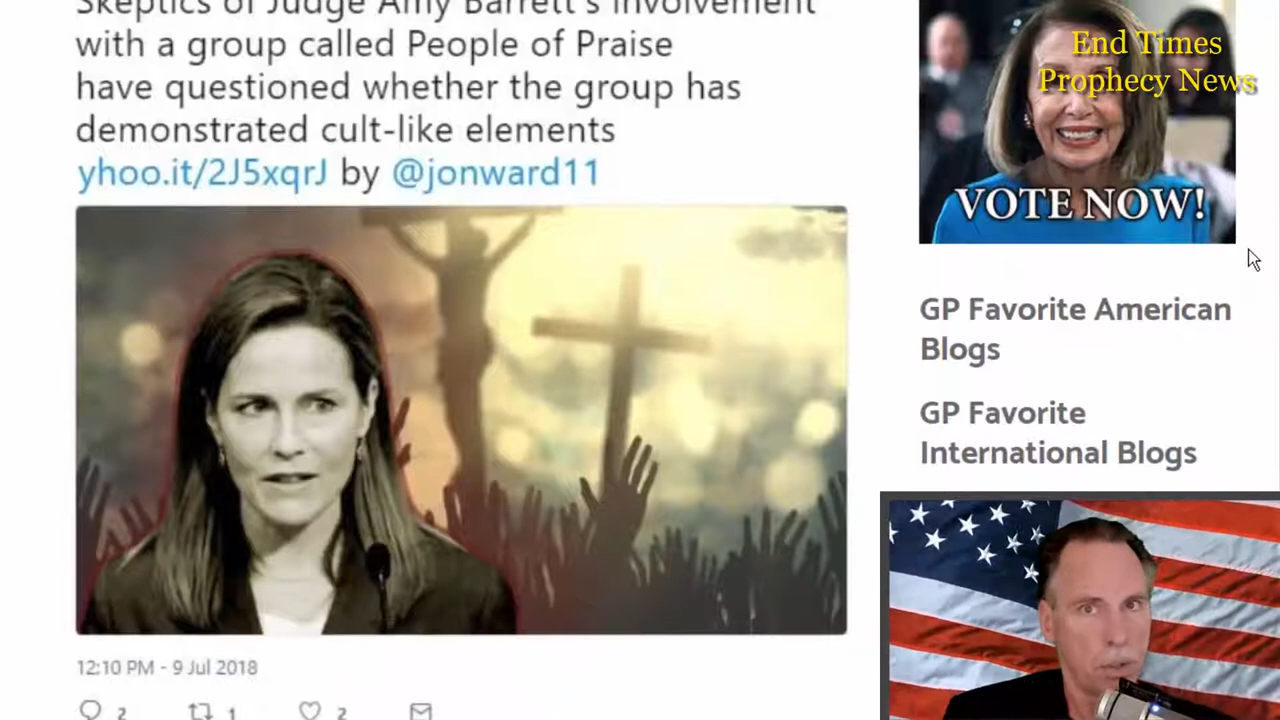 Skeptics of Judge Amy Barrett's involvement
with a group called People of Praise
have questioned whether the group has
demonstrated cult-like elements
yhoo.it/2J5xqrJ by @jonward11
12:10 PM - 9 Jul 2018
2 1 2
End Times
Prophecy News
VOTE NOW!
GP Favorite American
Blogs
GP Favorite
International Blogs